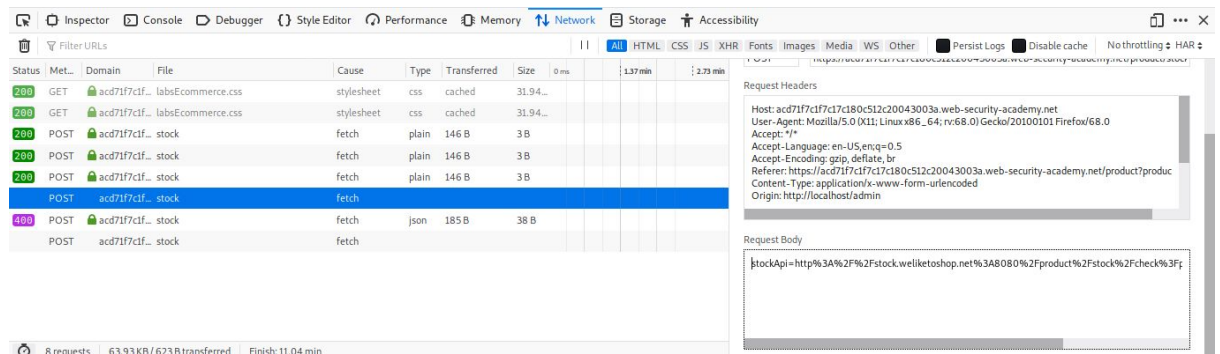 Inspector Console Debugger {} Style Editor Performance Memory Network Storage Accessibility
Filter URLs
All HTML CSS JS XHR Fonts Images Media WS Other Persist Logs Disable cache No throttling HAR
Status Met... Domain File Cause Type Transferred Size 0 ms 1.37 min 2.73 min
200 GET acd71f7c1f... labsEcommerce.css stylesheet css cached 31.94...
200 GET acd71f7c1f... labsEcommerce.css stylesheet css cached 31.94...
200 POST acd71f7c1f... stock fetch plain 146 B 3 B
200 POST acd71f7c1f... stock fetch plain 146 B 3 B
200 POST acd71f7c1f... stock fetch plain 146 B 3 B
POST acd71f7c1f... stock fetch
400 POST acd71f7c1f... stock fetch json 185 B 38 B
POST acd71f7c1f... stock fetch
8 requests 63.93 KB / 623 B transferred Finish: 11.04 min
Request Headers
Host: acd71f7c1f7c17c180c512c20043003a.web-security-academy.net
User-Agent: Mozilla/5.0 (X11; Linux x86_64; rv:68.0) Gecko/20100101 Firefox/68.0
Accept: */*
Accept-Language: en-US,en;q=0.5
Accept-Encoding: gzip, deflate, br
Referer: https://acd71f7c1f7c17c180c512c20043003a.web-security-academy.net/product?produc
Content-Type: application/x-www-form-urlencoded
Origin: http://localhost/admin
Request Body
stockApi=http%3A%2F%2Fstock.weliketoshop.net%3A8080%2Fproduct%2Fstock%2Fcheck%3Fp